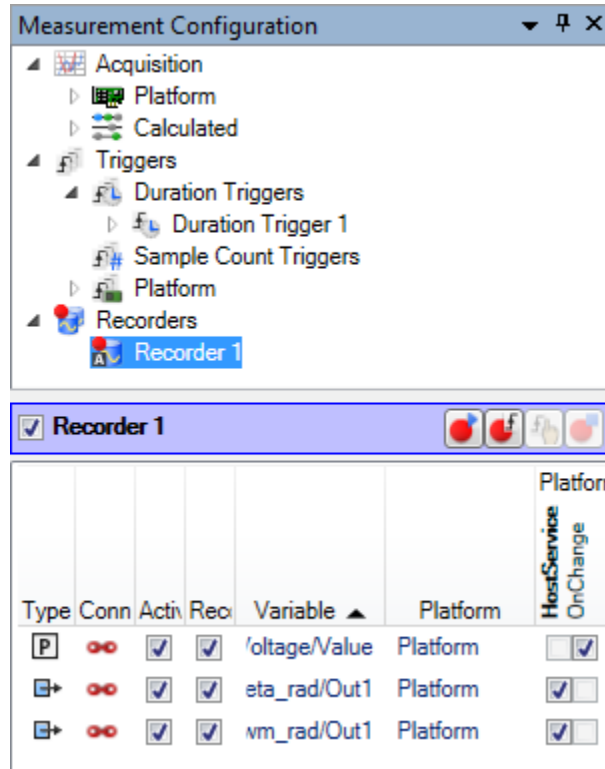 Measurement Configuration
Acquisition
Platform
Calculated
Triggers
Duration Triggers
Duration Trigger 1
Sample Count Triggers
Platform
Recorders
A Recorder 1
Recorder 1
Platfor
HostService
OnChange
Type Conn Activ Reco Variable Platform
P /oltage/Value Platform
eta_rad/Out1 Platform
wm_rad/Out1 Platform